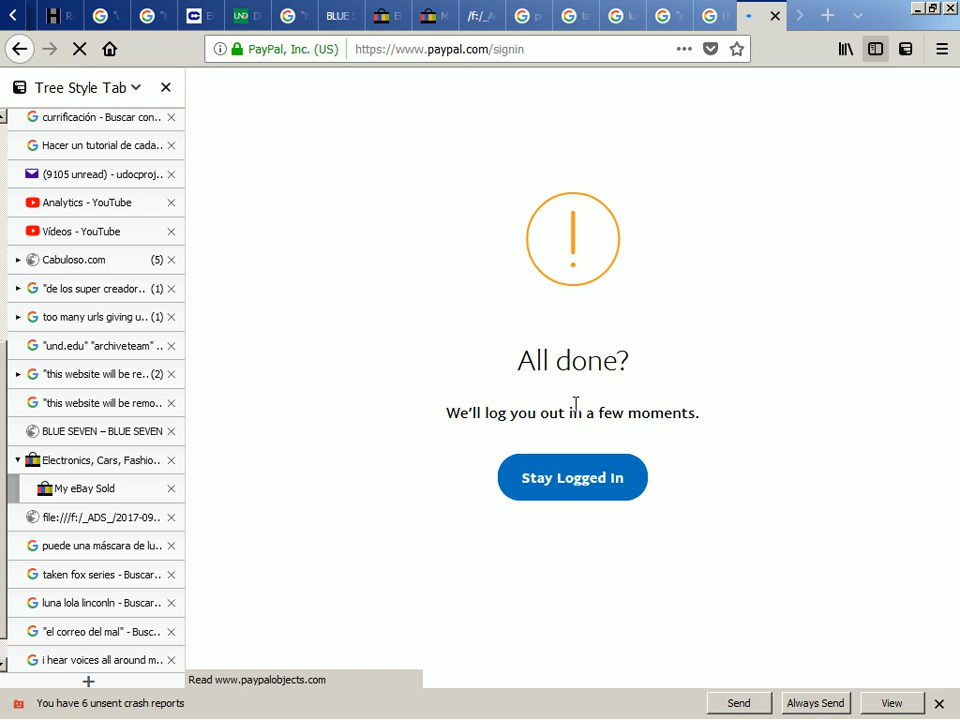 BLUE
/f:/_A
PayPal, Inc. (US)
https://www.paypal.com/signin
Tree Style Tab
currificación - Buscar con..
Hacer un tutorial de cada..
(9105 unread) - udocproj..
Analytics - YouTube
Vídeos - YouTube
Cabuloso.com (5)
"de los super creador.. (1)
too many urls giving u.. (1)
"und.edu" "archiveteam" ..
"this website will be re.. (2)
"this website will be remo..
BLUE SEVEN – BLUE SEVEN
Electronics, Cars, Fashio..
My eBay Sold
file:///f:/_ADS_/2017-09..
puede una máscara de lu..
taken fox series - Buscar..
luna lola linconln - Buscar..
"el correo del mal" - Busc..
i hear voices all around m..
All done?
We'll log you out in a few moments.
Stay Logged In
Read www.paypalobjects.com
You have 6 unsent crash reports
Send
Always Send
View